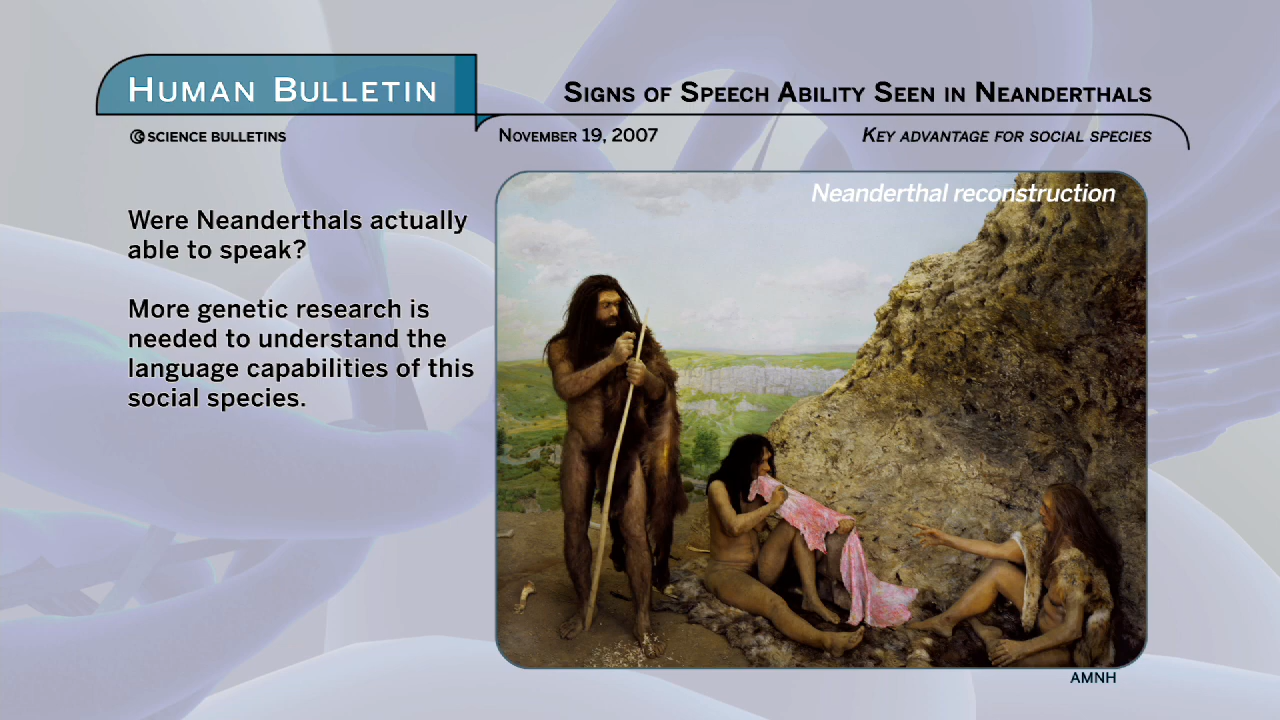 HUMAN BULLETIN
SIGNS OF SPEECH ABILITY SEEN IN NEANDERTHALS
SCIENCE BULLETINS
NOVEMBER 19, 2007
KEY ADVANTAGE FOR SOCIAL SPECIES
Neanderthal reconstruction
Were Neanderthals actually
able to speak?
More genetic research is
needed to understand the
language capabilities of this
social species.
AMNH